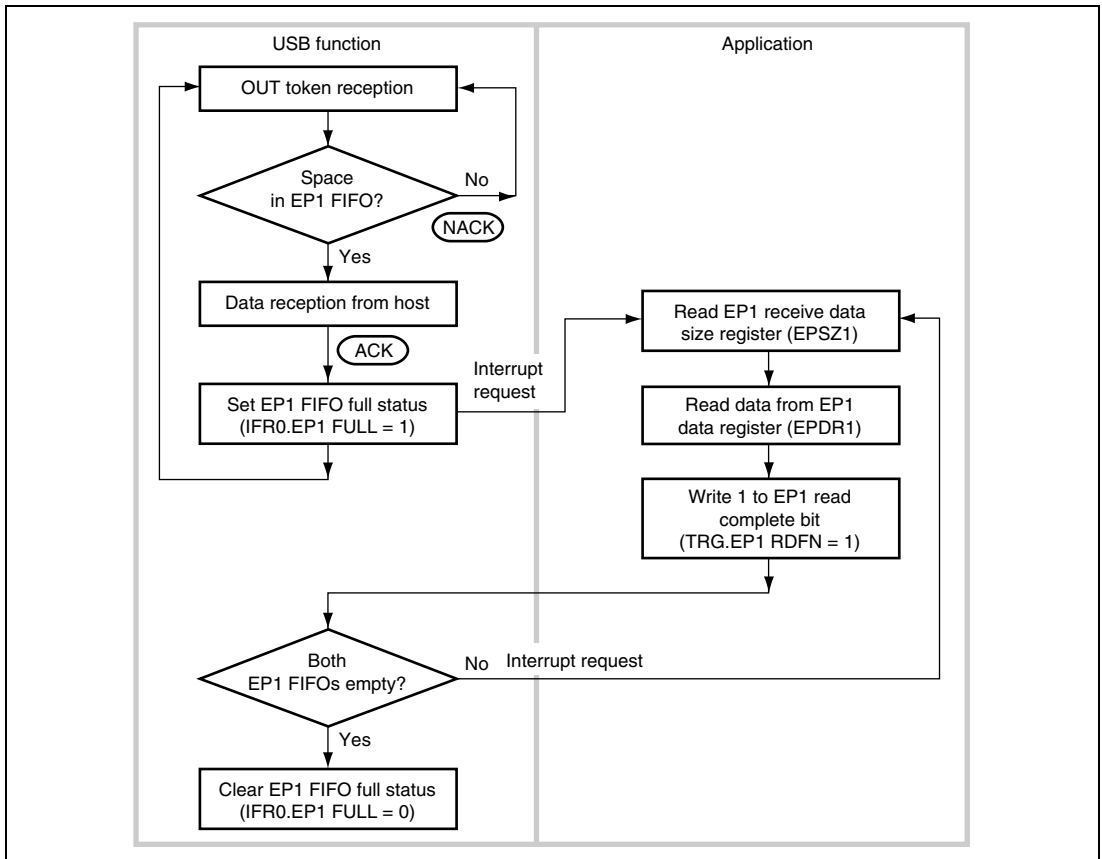 USB function
Application
OUT token reception
Space
in EP1 FIFO?
No
NACK
Yes
Data reception from host
ACK
Set EP1 FIFO full status
(IFR0.EP1 FULL = 1)
Interrupt
request
Read EP1 receive data
size register (EPSZ1)
Read data from EP1
data register (EPDR1)
Write 1 to EP1 read
complete bit
(TRG.EP1 RDFN = 1)
Both
EP1 FIFOs empty?
No Interrupt request
Yes
Clear EP1 FIFO full status
(IFR0.EP1 FULL = 0)